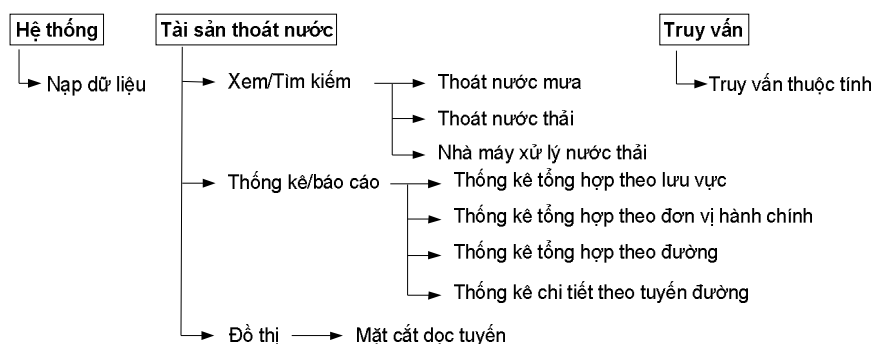 Hệ thống
Tài sản thoát nước
Truy vấn
Nạp dữ liệu
Xem/Tìm kiếm
Thoát nước mưa
Truy vấn thuộc tính
Thoát nước thải
Nhà máy xử lý nước thải
Thống kê/báo cáo
Thống kê tổng hợp theo lưu vực
Thống kê tổng hợp theo đơn vị hành chính
Thống kê tổng hợp theo đường
Thống kê chi tiết theo tuyến đường
Đồ thị
Mặt cắt dọc tuyến